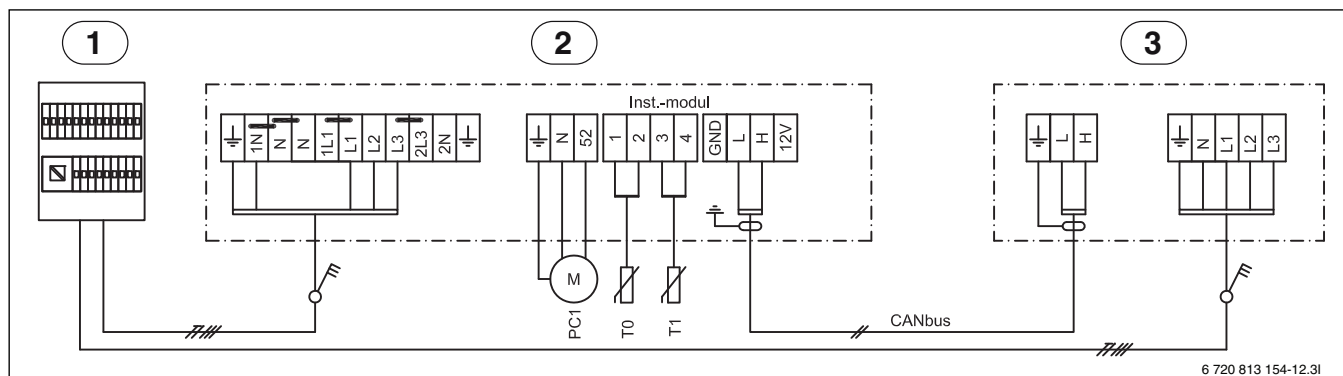 1 2 3
Inst.-modul
1N N N 1L1 L1 L2 L3 2L3 2N
N 52
1 2 3 4
GND L H 12V
L H
N L1 L2 L3
M
PC1 T0 T1
CANbus
6 720 813 154-12.3I